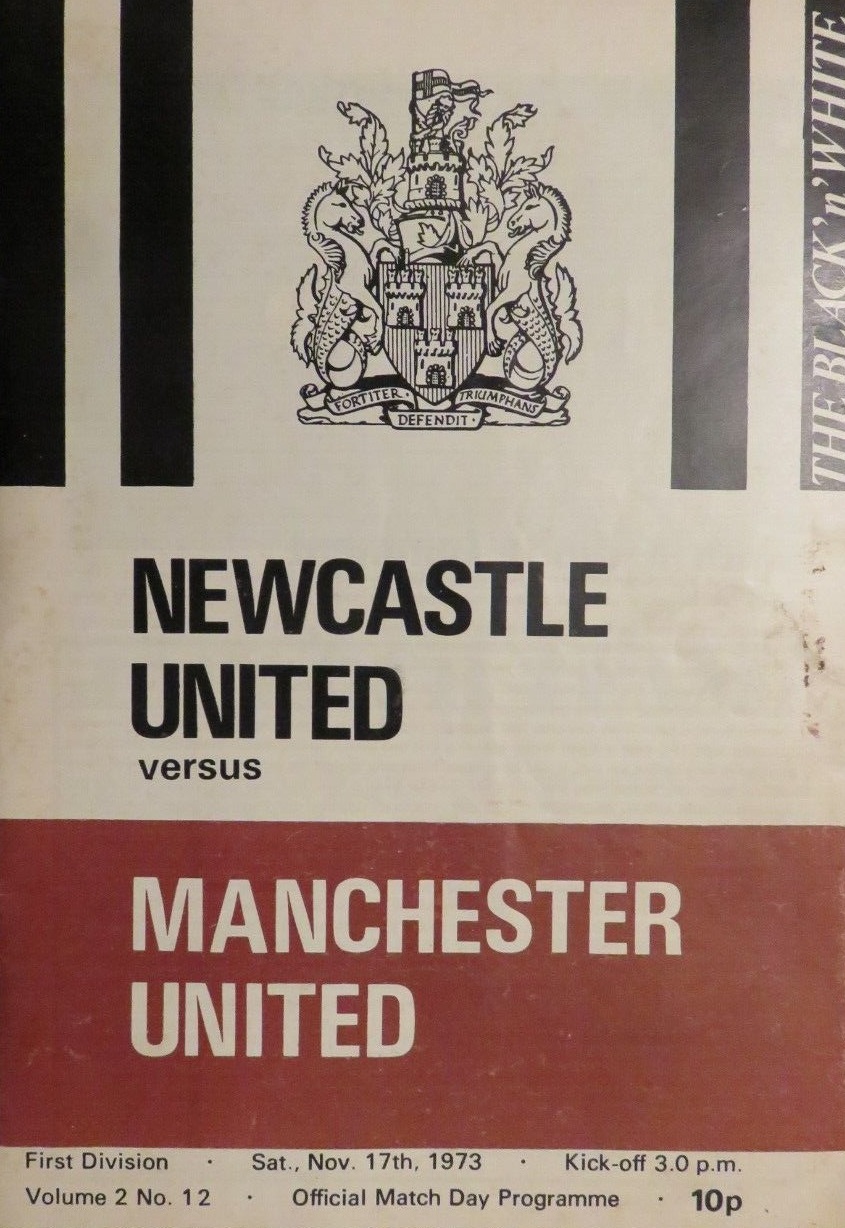 THE BLACK 'n' WHITE
FORTITER · TRIUMPHANS
DEFENDIT ·
NEWCASTLE
UNITED
versus
MANCHESTER
UNITED
First Division · Sat., Nov. 17th, 1973 · Kick-off 3.0 p.m.
Volume 2 No. 12 · Official Match Day Programme · 10p